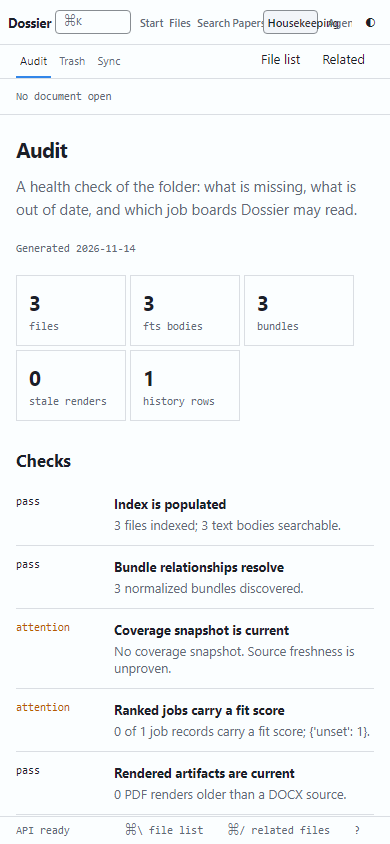 Dossier ⌘K Start Files Search Papers Housekeeping
Audit Trash Sync File list Related
No document open
Audit
A health check of the folder: what is missing, what is
out of date, and which job boards Dossier may read.
Generated 2026-11-14
3 3 3
files fts bodies bundles
0 1
stale renders history rows
Checks
pass Index is populated
3 files indexed; 3 text bodies searchable.
pass Bundle relationships resolve
3 normalized bundles discovered.
attention Coverage snapshot is current
No coverage snapshot. Source freshness is
unproven.
attention Ranked jobs carry a fit score
0 of 1 job records carry a fit score; {'unset': 1}.
pass Rendered artifacts are current
0 PDF renders older than a DOCX source.
API ready ⌘\ file list ⌘/ related files ?